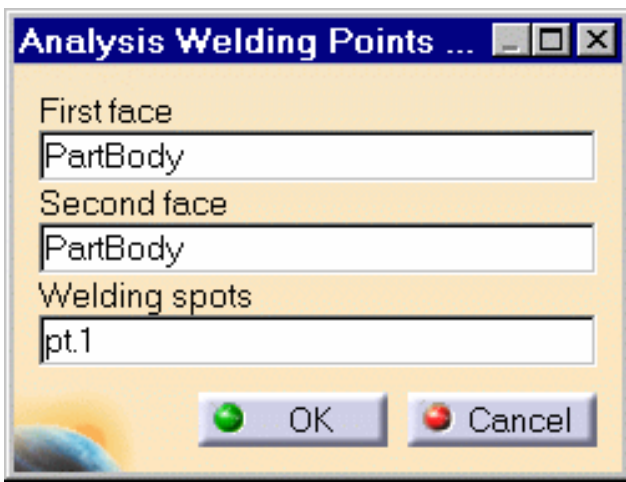 Analysis Welding Points ...
First face
PartBody
Second face
PartBody
Welding spots
pt.1
OK Cancel